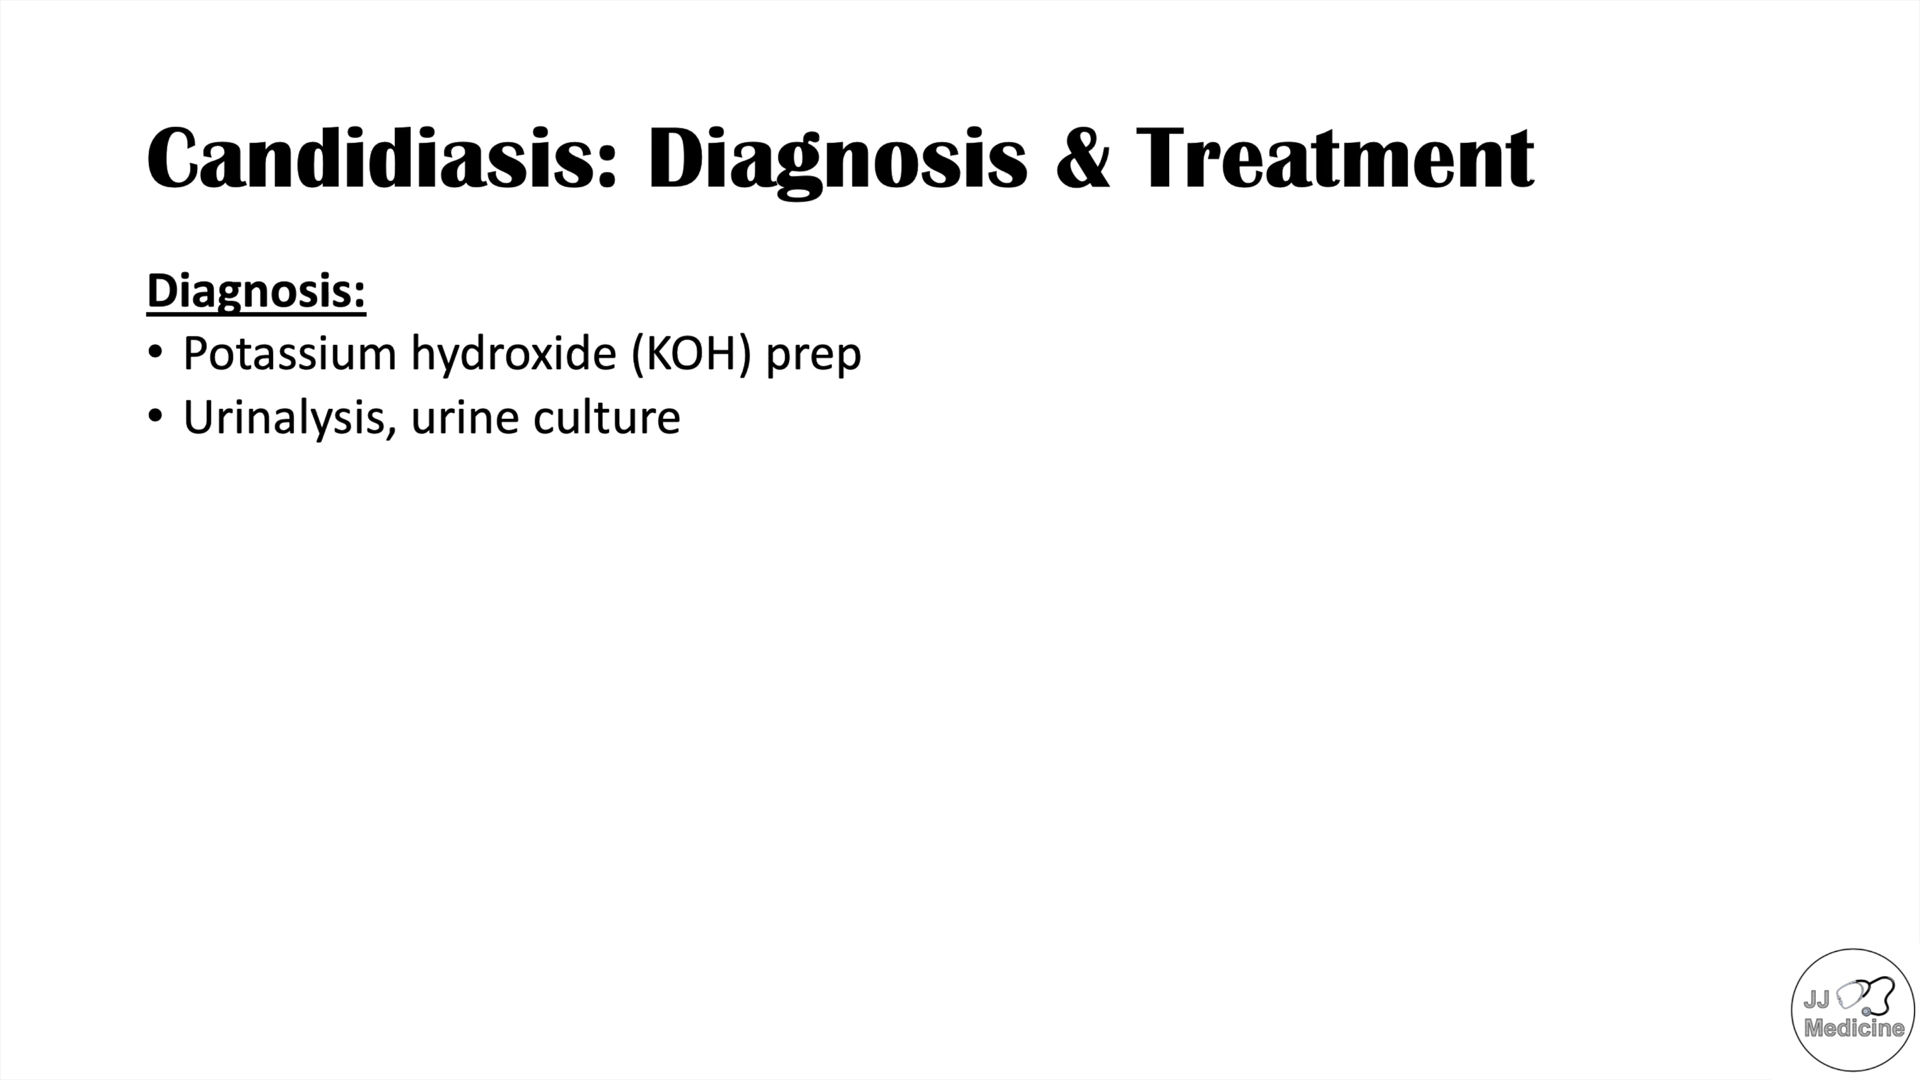 Candidiasis: Diagnosis & Treatment
Diagnosis:
• Potassium hydroxide (KOH) prep
• Urinalysis, urine culture
JJ
Medicine